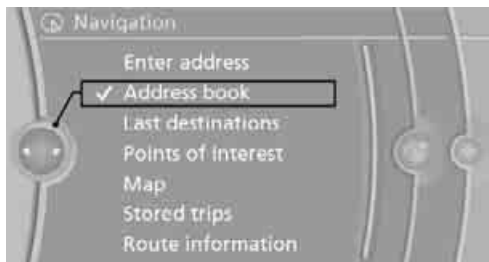 Navigation
Enter address
Address book
Last destinations
Points of Interest
Map
Stored trips
Route information